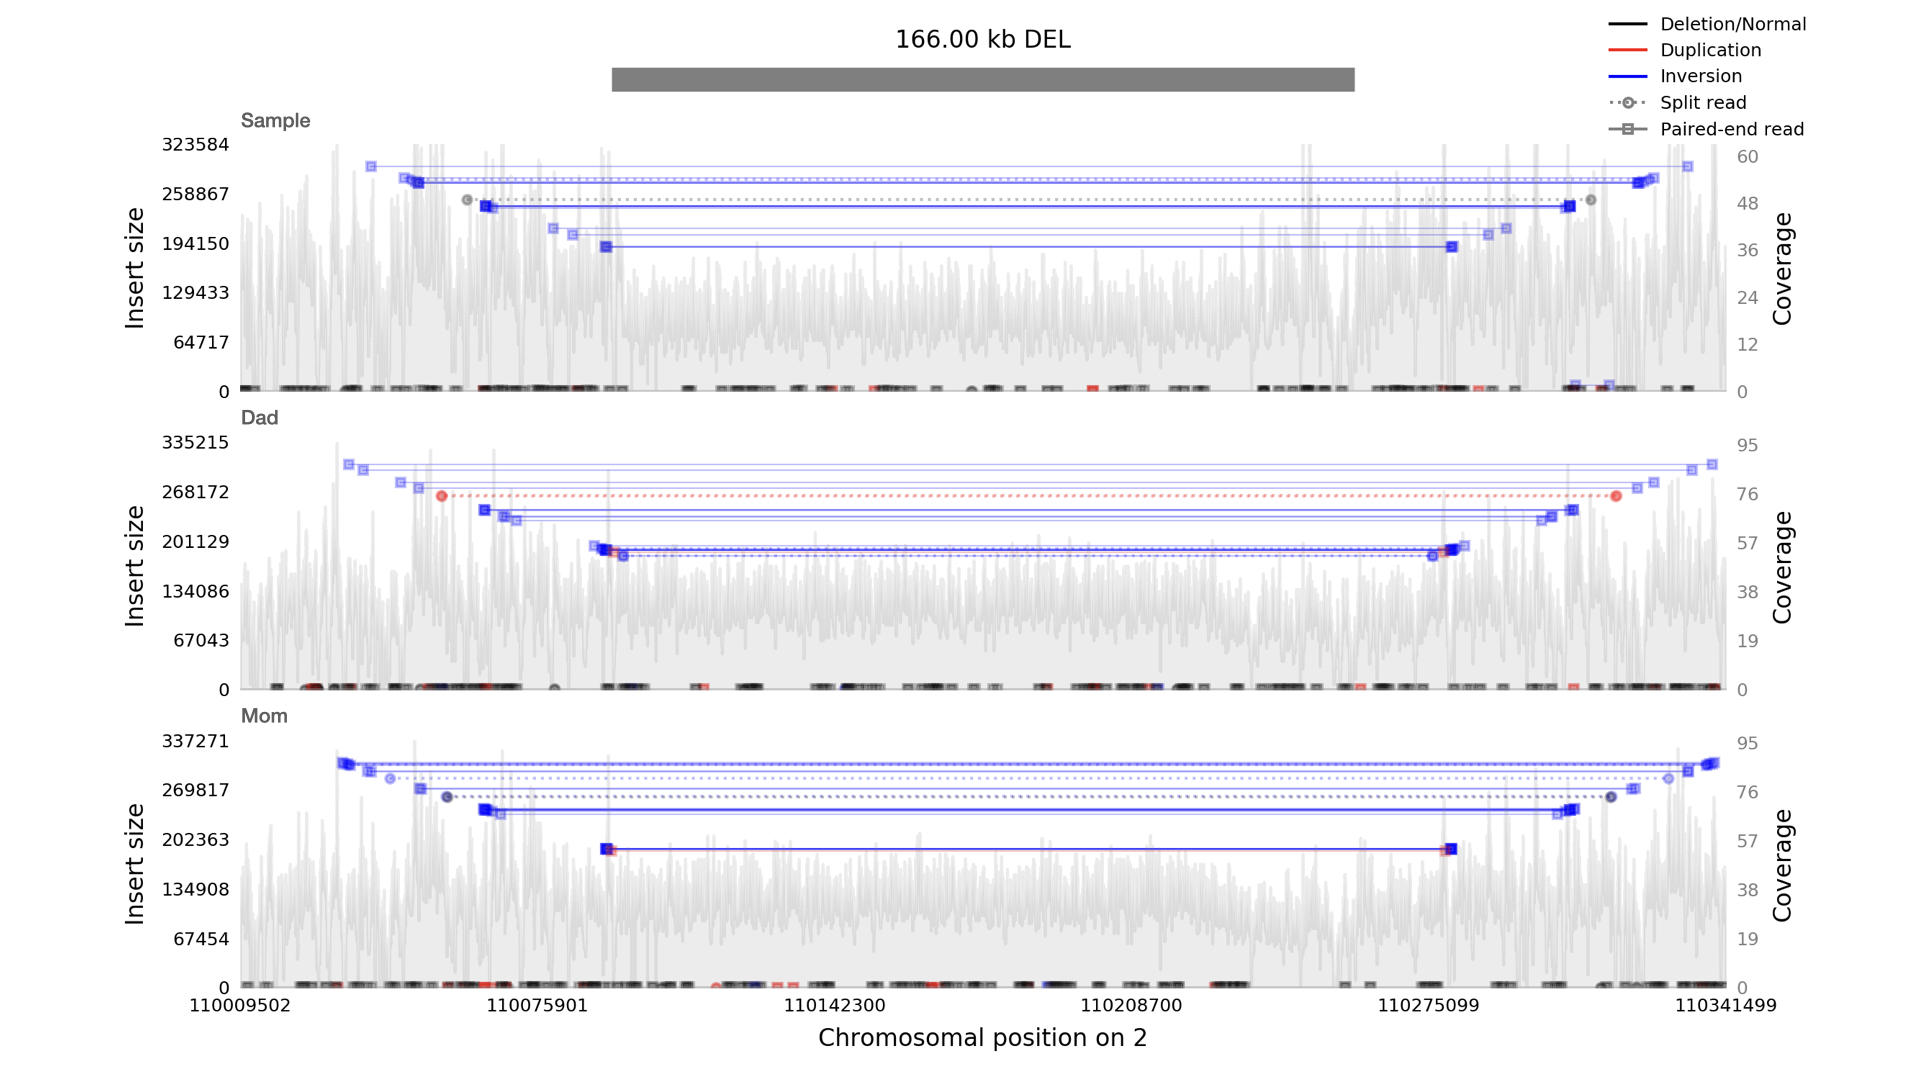 166.00 kb DEL
Deletion/Normal
Duplication
Inversion
Split read
Paired-end read
Sample
323584
258867
194150
129433
64717
0
Insert size
60
48
36
24
12
0
Coverage
Dad
335215
268172
201129
134086
67043
0
Insert size
95
76
57
38
19
0
Coverage
Mom
337271
269817
202363
134908
67454
0
Insert size
95
76
57
38
19
0
Coverage
110009502 110075901 110142300 110208700 110275099 110341499
Chromosomal position on 2